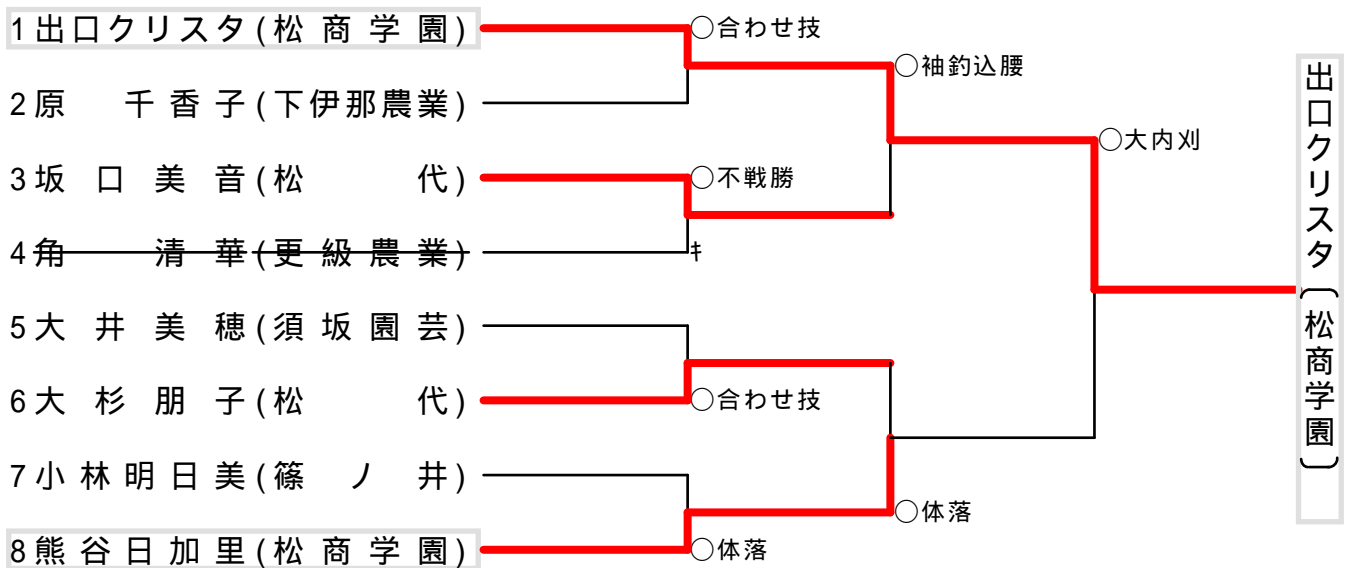 1 出口クリスタ(松商学園)
○合わせ技
○袖釣込腰
2 原 千香子(下伊那農業)
○大内刈
3 坂口美音(松 代)
○不戦勝
4 角 清華(更級農業)
キ
5 大井美穂(須坂園芸)
6 大杉朋子(松 代)
○合わせ技
7 小林明日美(篠ノ井)
○体落
8 熊谷日加里(松商学園)
○体落
出口クリスタ(松商学園)